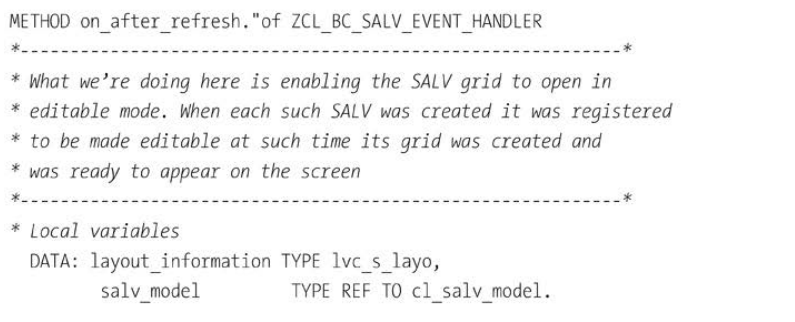 METHOD on_after_refresh."of ZCL_BC_SALV_EVENT_HANDLER
*------------------------------------------------------------*
* What we’re doing here is enabling the SALV grid to open in
* editable mode. When each such SALV was created it was registered
* to be made editable at such time its grid was created and
* was ready to appear on the screen
*------------------------------------------------------------*
* Local variables
DATA: layout_information TYPE lvc_s_layo,
salv_model TYPE REF TO cl_salv_model.